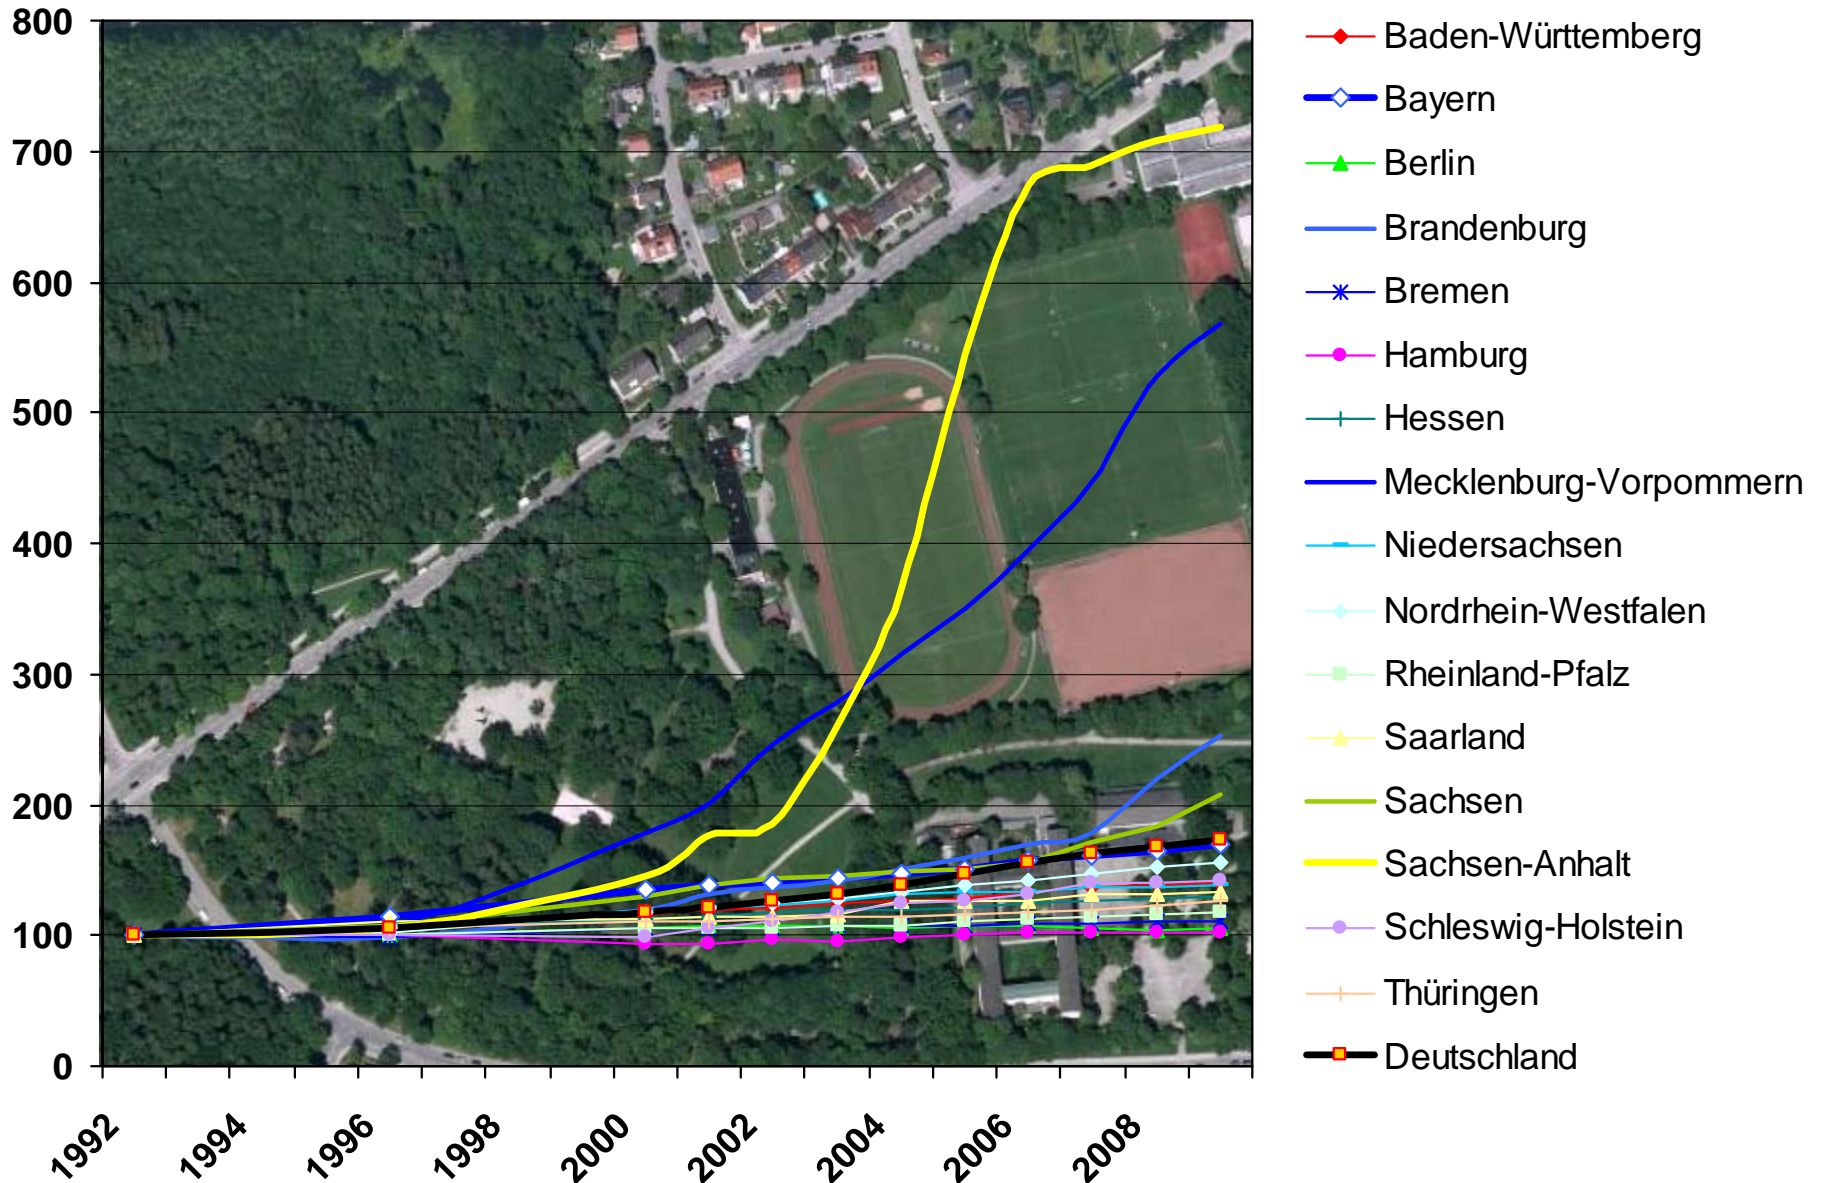 800
700
600
500
400
300
200
100
0
1992
1994
1996
1998
2000
2002
2004
2006
2008
Baden-Württemberg
Bayern
Berlin
Brandenburg
Bremen
Hamburg
Hessen
Mecklenburg-Vorpommern
Niedersachsen
Nordrhein-Westfalen
Rheinland-Pfalz
Saarland
Sachsen
Sachsen-Anhalt
Schleswig-Holstein
Thüringen
Deutschland